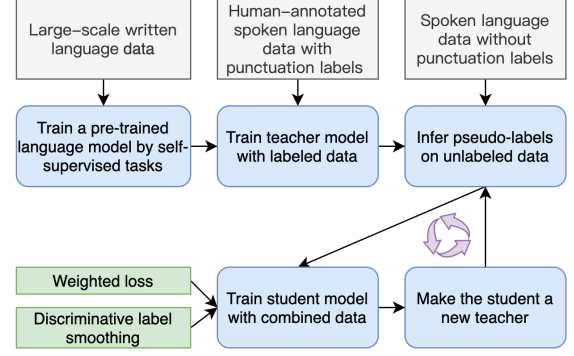 Large-scale written
language data
Human-annotated
spoken language
data with
punctuation labels
Spoken language
data without
punctuation labels
Train a pre-trained
language model by self-
supervised tasks
Train teacher model
with labeled data
Infer pseudo-labels
on unlabeled data
Weighted loss
Discriminative label
smoothing
Train student model
with combined data
Make the student a
new teacher